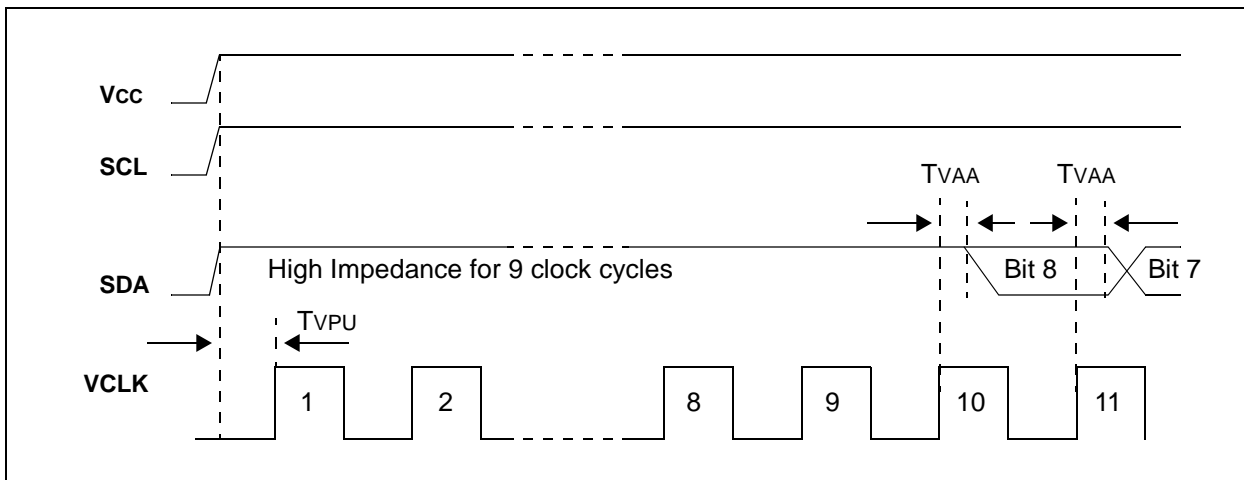 Vcc
SCL
TVAA TVAA
High Impedance for 9 clock cycles Bit 8 Bit 7
SDA
TVPU
VCLK
1 2 8 9 10 11